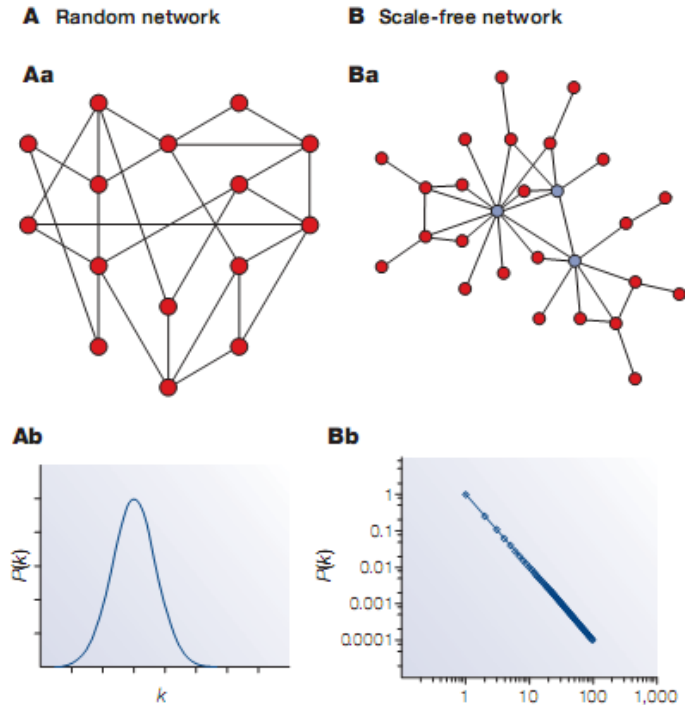 A Random network
B Scale-free network
Aa
Ba
Ab
P(k)
k
Bb
P(k)
1
0.1
0.01
0.001
0.0001
1 10 100 1,000